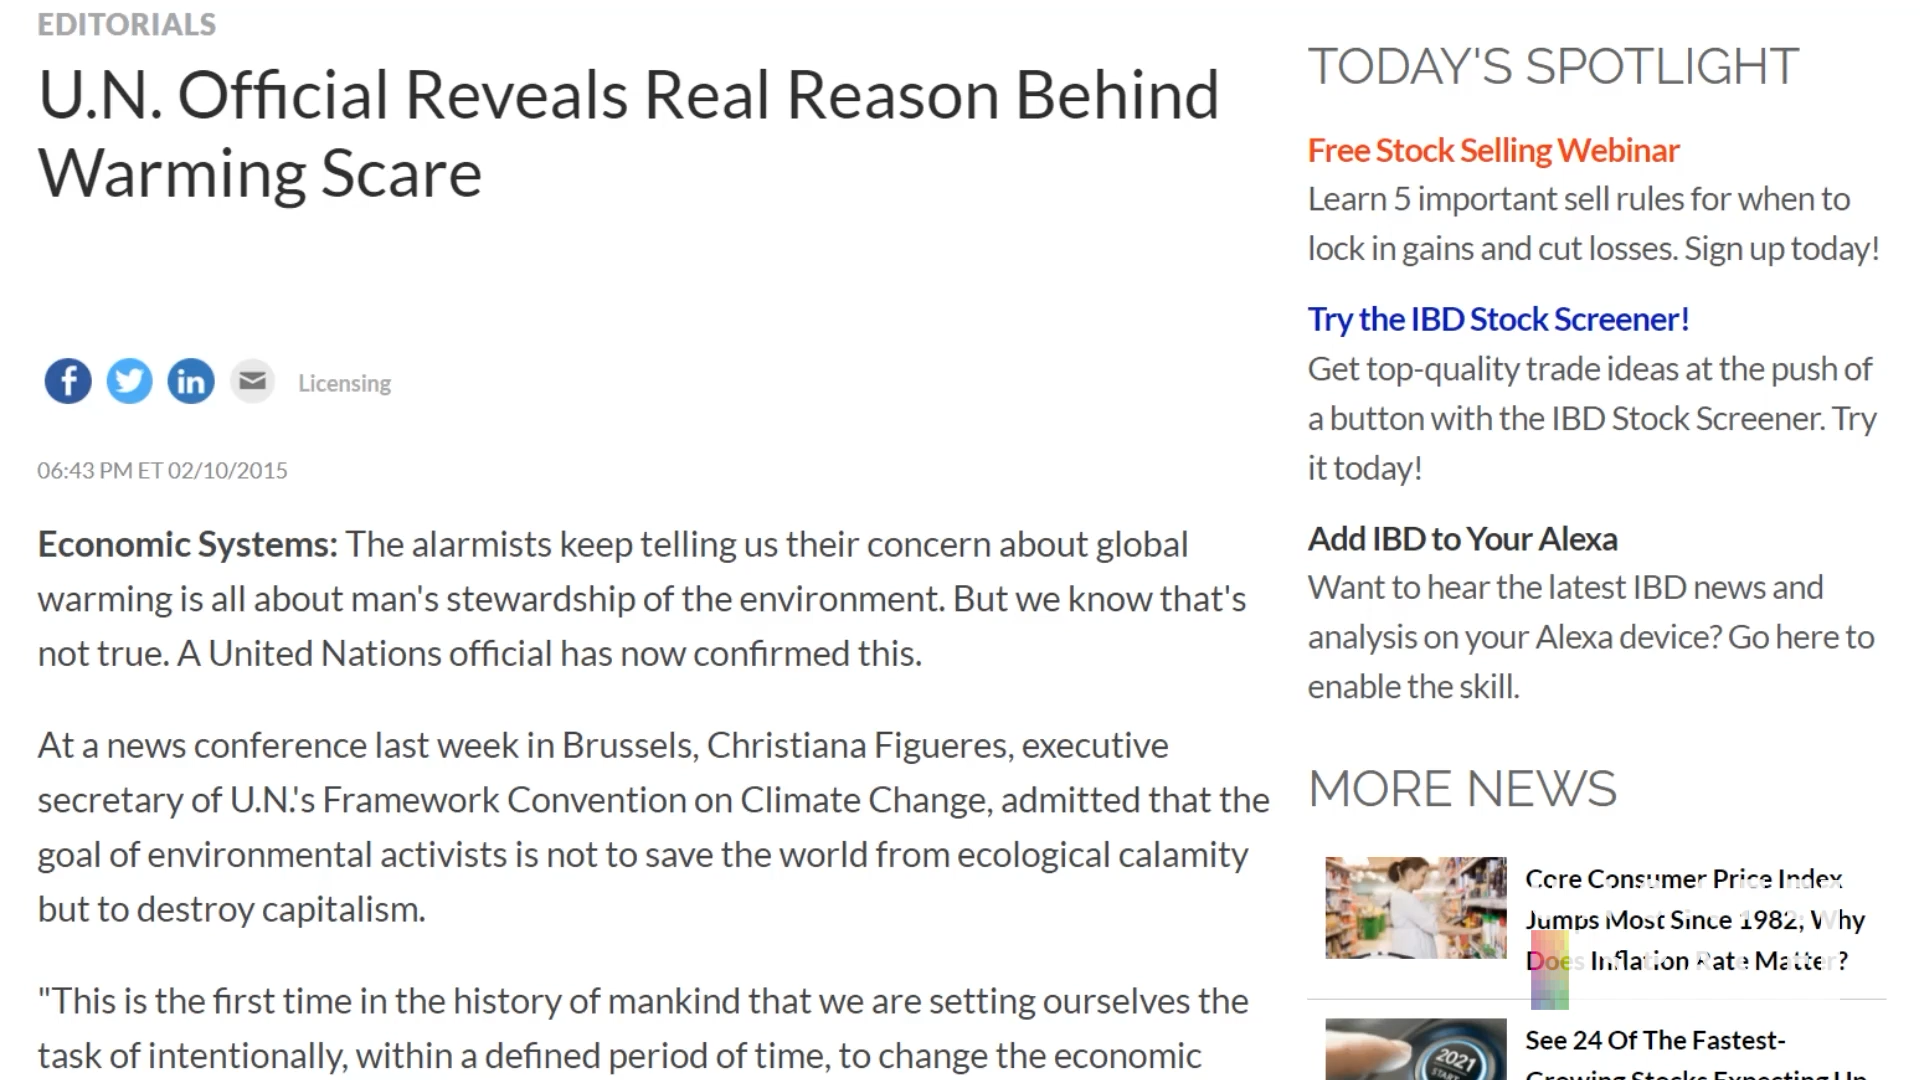 EDITORIALS
U.N. Official Reveals Real Reason Behind
Warming Scare
Licensing
06:43 PM ET 02/10/2015
Economic Systems: The alarmists keep telling us their concern about global
warming is all about man's stewardship of the environment. But we know that's
not true. A United Nations official has now confirmed this.
At a news conference last week in Brussels, Christiana Figueres, executive
secretary of U.N.'s Framework Convention on Climate Change, admitted that the
goal of environmental activists is not to save the world from ecological calamity
but to destroy capitalism.
"This is the first time in the history of mankind that we are setting ourselves the
task of intentionally, within a defined period of time, to change the economic
TODAY'S SPOTLIGHT
Free Stock Selling Webinar
Learn 5 important sell rules for when to
lock in gains and cut losses. Sign up today!
Try the IBD Stock Screener!
Get top-quality trade ideas at the push of
a button with the IBD Stock Screener. Try
it today!
Add IBD to Your Alexa
Want to hear the latest IBD news and
analysis on your Alexa device? Go here to
enable the skill.
MORE NEWS
Core Consumer Price Index
Jumps Most Since 1982; Why
Does Inflation Rate Matter?
2021
START
See 24 Of The Fastest-
Growing Stocks Expecting Up